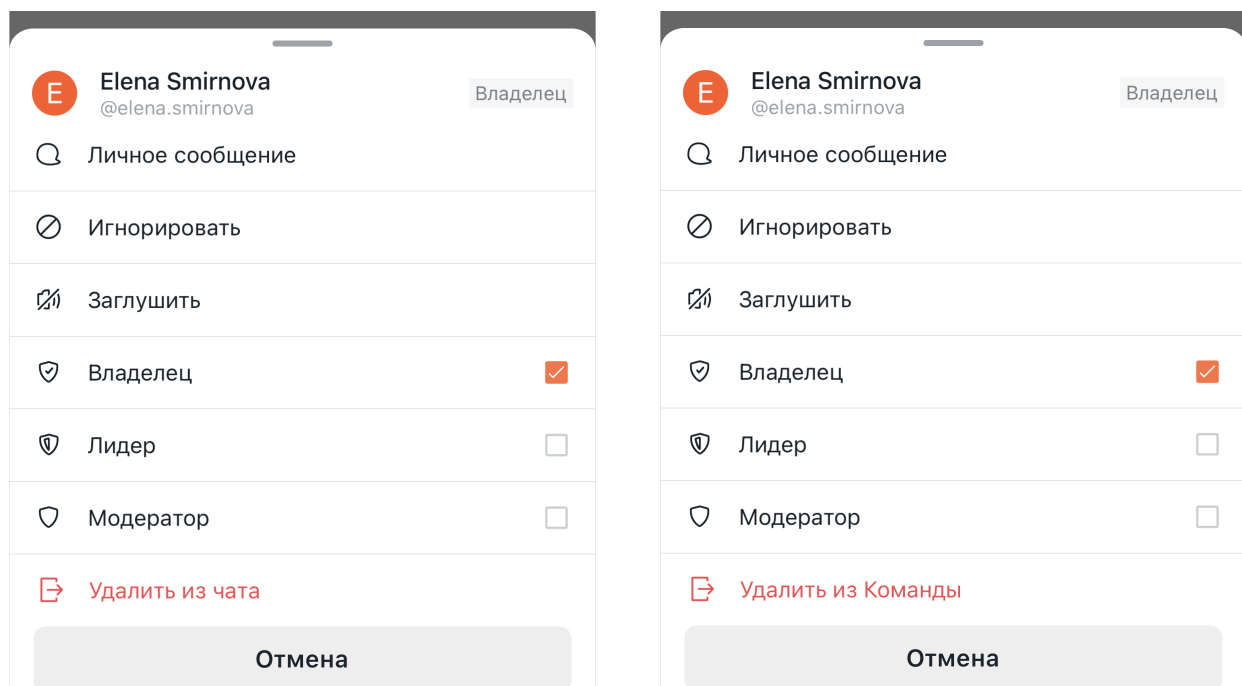 E
Elena Smirnova
@elena.smirnova
Владелец
Личное сообщение
Игнорировать
Заглушить
Владелец
Лидер
Модератор
Удалить из чата
Отмена
E
Elena Smirnova
@elena.smirnova
Владелец
Личное сообщение
Игнорировать
Заглушить
Владелец
Лидер
Модератор
Удалить из Команды
Отмена